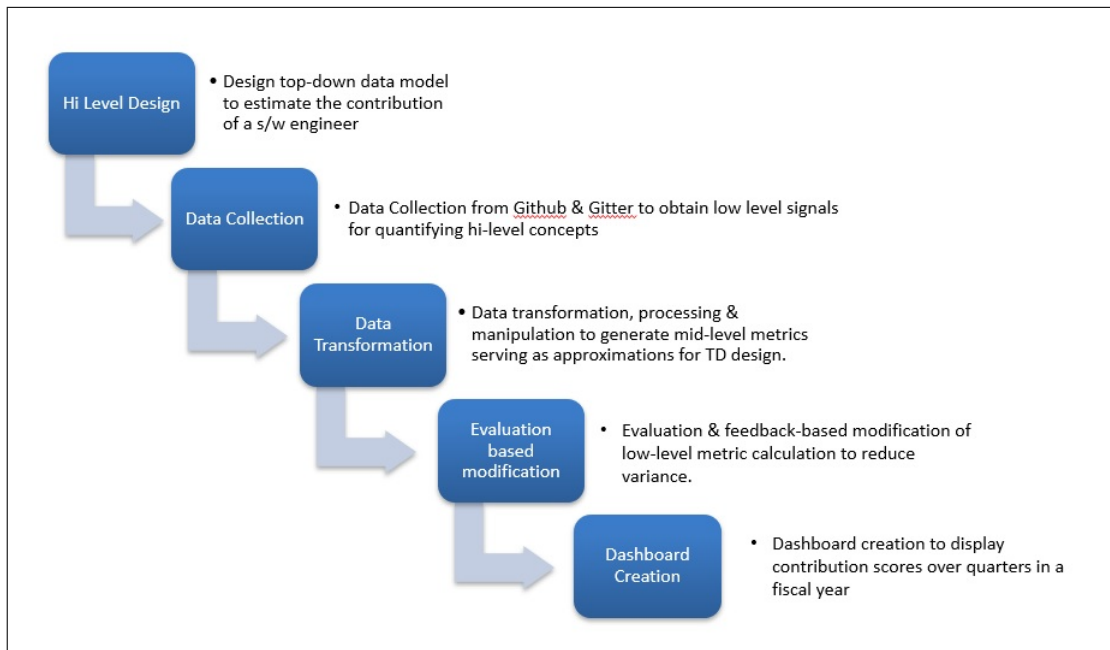 Hi Level Design
• Design top-down data model
to estimate the contribution
of a s/w engineer
Data Collection
• Data Collection from Github & Gitter to obtain low level signals
for quantifying hi-level concepts
Data
Transformation
• Data transformation, processing &
manipulation to generate mid-level metrics
serving as approximations for TD design.
Evaluation
based
modification
• Evaluation & feedback-based modification of
low-level metric calculation to reduce
variance.
Dashboard
Creation
• Dashboard creation to display
contribution scores over quarters in a
fiscal year